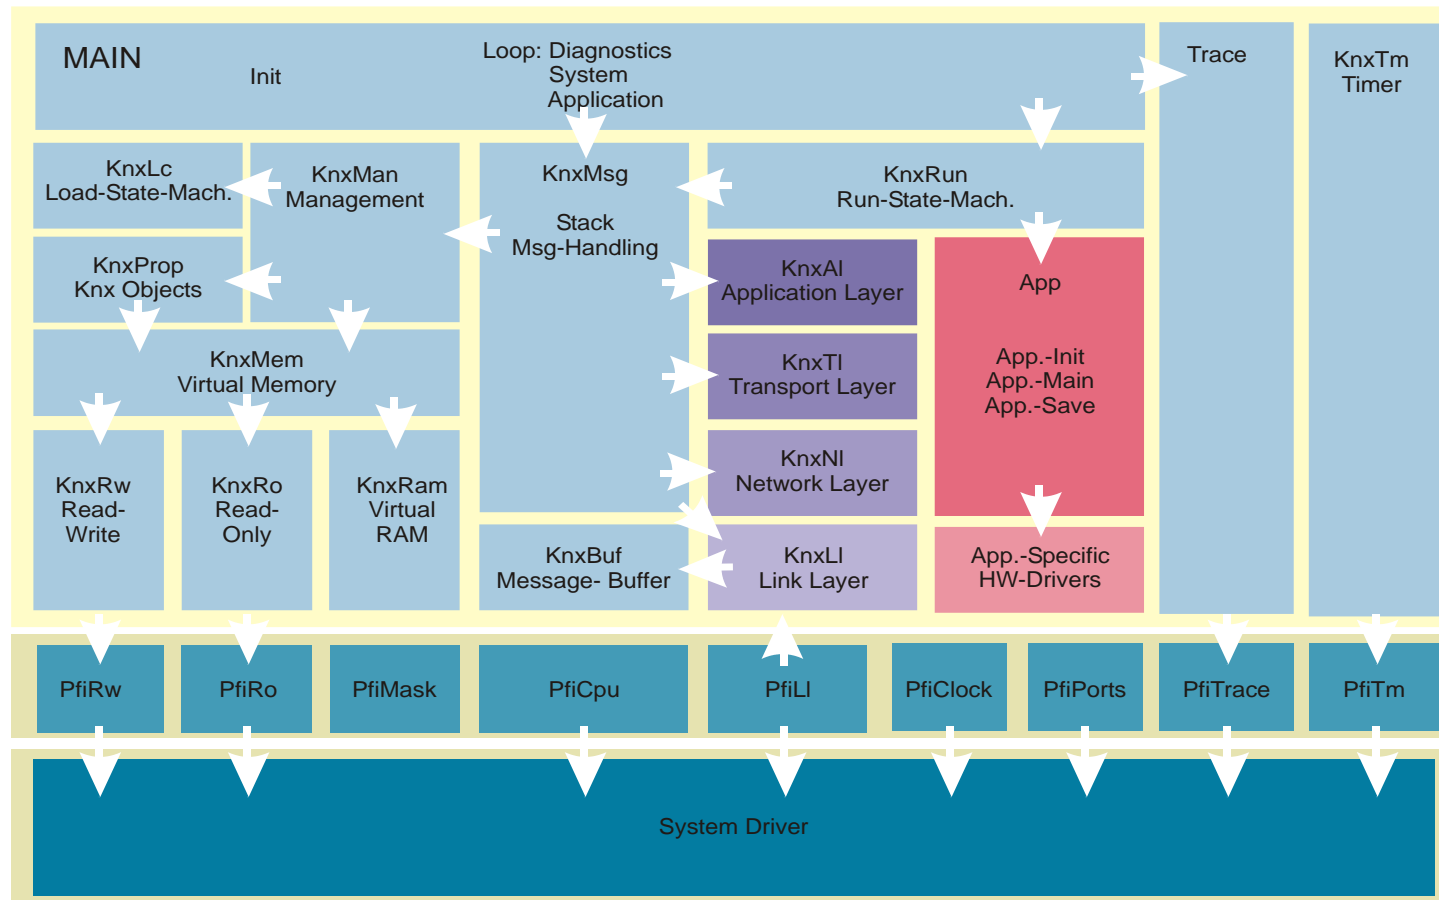 MAIN
Init
Loop: Diagnostics
System
Application
Trace
KnxTm
Timer
KnxLc
Load-State-Mach.
KnxMan
Management
KnxMsg
Stack
Msg-Handling
KnxRun
Run-State-Mach.
KnxProp
Knx Objects
KnxAl
Application Layer
App
App.-Init
App.-Main
App.-Save
KnxMem
Virtual Memory
KnxTl
Transport Layer
KnxRw
Read-
Write
KnxRo
Read-
Only
KnxRam
Virtual
RAM
KnxNl
Network Layer
KnxBuf
Message- Buffer
KnxLl
Link Layer
App.-Specific
HW-Drivers
PfiRw
PfiRo
PfiMask
PfiCpu
PfiLl
PfiClock
PfiPorts
PfiTrace
PfiTm
System Driver